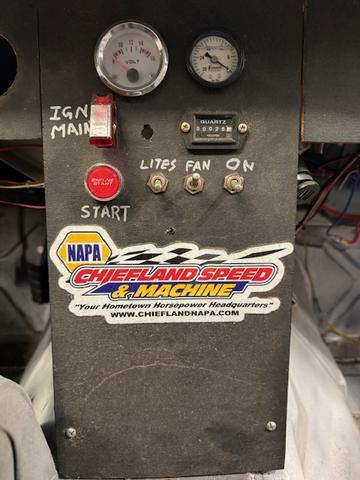 VOLT
IGN
MAIN
QUARTZ
LITES FAN ON
ENGINE
START
START
NAPA
CHIEFLAND SPEED
& MACHINE
"Your Hometown Horsepower Headquarters"
WWW.CHIEFLANDNAPA.COM